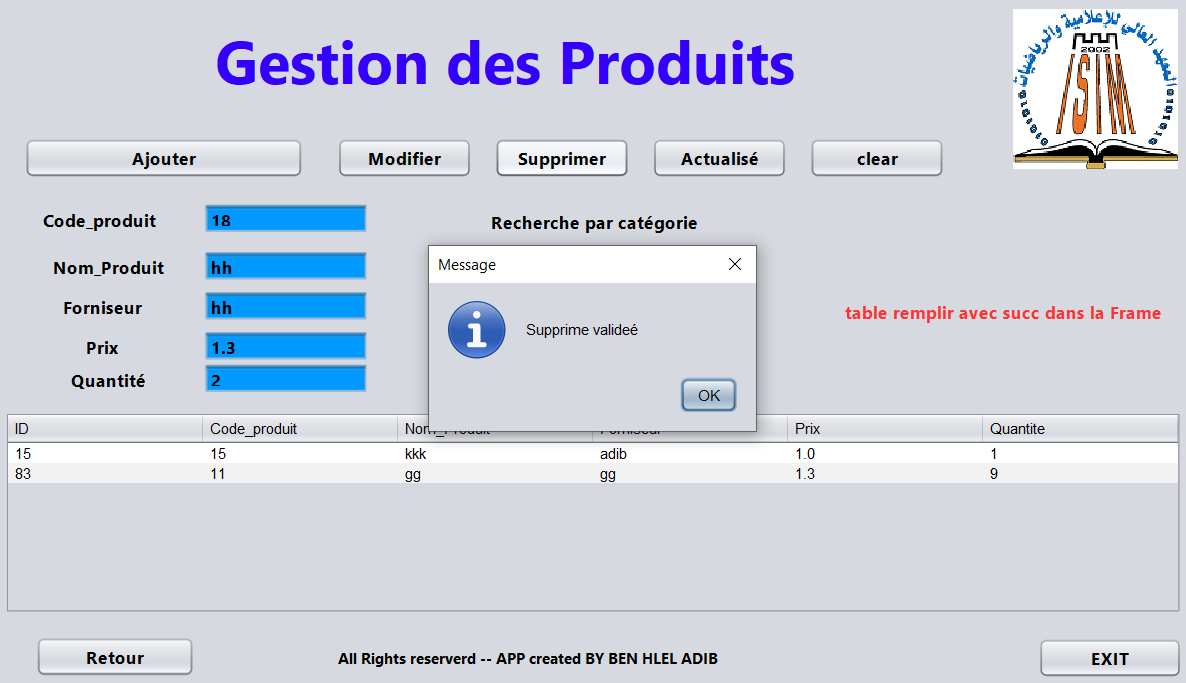 المعهد العالي للإعلامية والرياضيات
2002
ISIM
010101010
010101010
Gestion des Produits
Ajouter Modifier Supprimer Actualisé clear
Code_produit 18
Recherche par catégorie
Nom_Produit hh
Message
Forniseur hh
table remplir avec succ dans la Frame
Supprime valideé
Prix 1.3
Quantité 2
OK
ID Code_produit Nom_Produit Forniseur Prix Quantite
15 15 kkk adib 1.0 1
83 11 gg gg 1.3 9
Retour
All Rights reserverd -- APP created BY BEN HLEL ADIB
EXIT